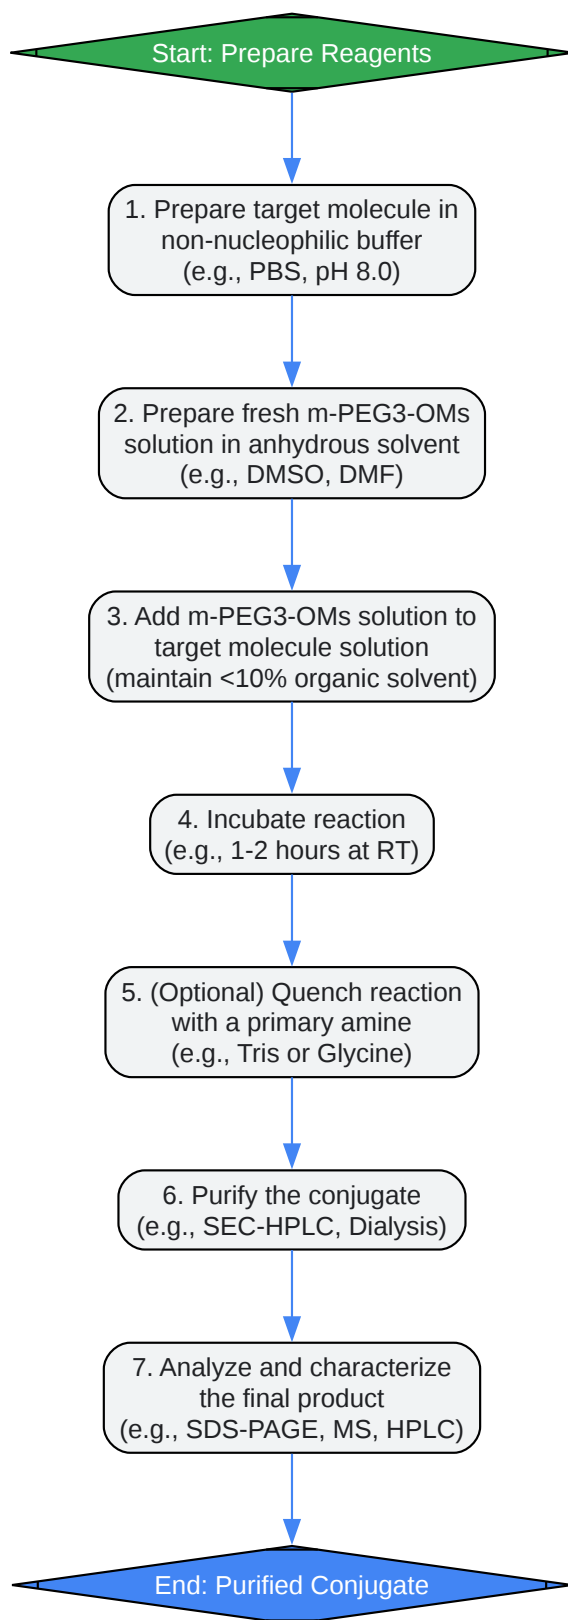 Start: Prepare Reagents
1. Prepare target molecule in
non-nucleophilic buffer
(e.g., PBS, pH 8.0)
2. Prepare fresh m-PEG3-OMs
solution in anhydrous solvent
(e.g., DMSO, DMF)
3. Add m-PEG3-OMs solution to
target molecule solution
(maintain <10% organic solvent)
4. Incubate reaction
(e.g., 1-2 hours at RT)
5. (Optional) Quench reaction
with a primary amine
(e.g., Tris or Glycine)
6. Purify the conjugate
(e.g., SEC-HPLC, Dialysis)
7. Analyze and characterize
the final product
(e.g., SDS-PAGE, MS, HPLC)
End: Purified Conjugate